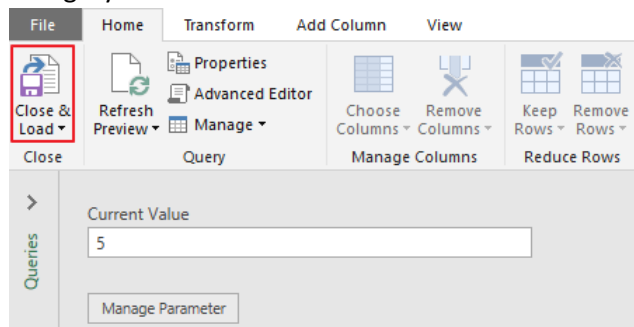 File Home Transform Add Column View
Close & Load
Refresh Preview
Properties
Advanced Editor
Manage
Choose Columns
Remove Columns
Keep Rows
Remove Rows
Close Query Manage Columns Reduce Rows
Queries
Current Value
5
Manage Parameter